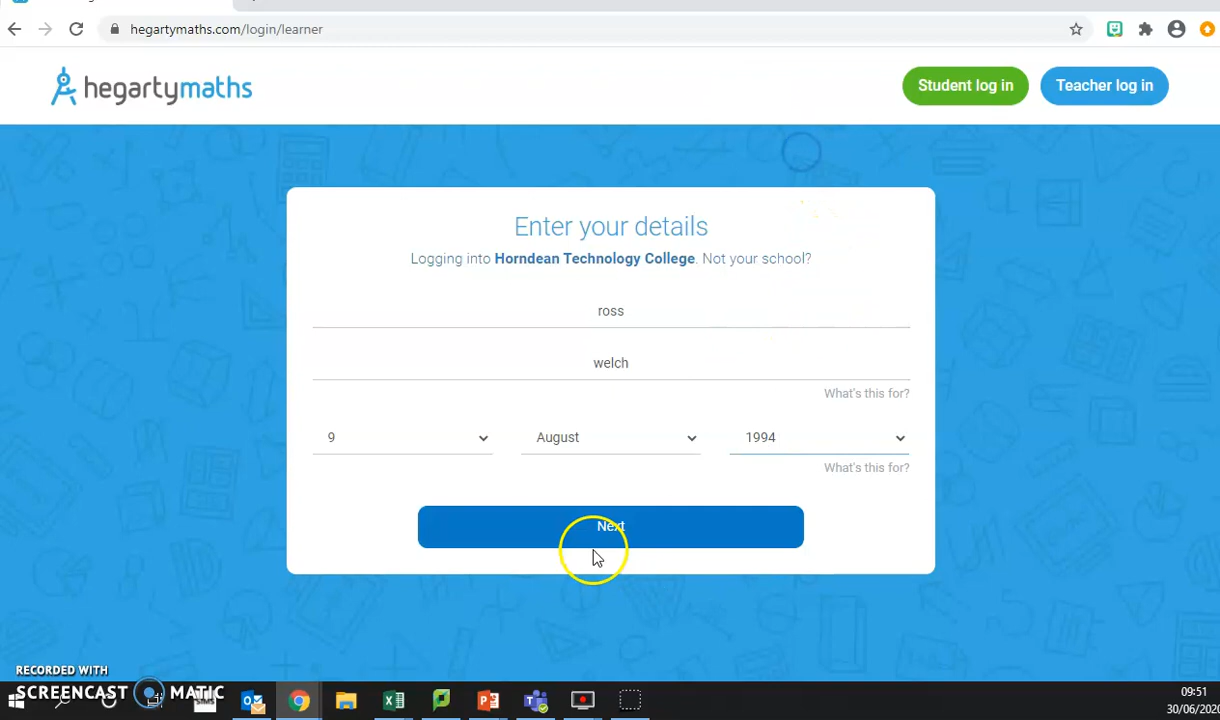 hegartymaths.com/login/learner
hegartymaths
Student log in
Teacher log in
Enter your details
Logging into Horndean Technology College. Not your school?
ross
welch
What's this for?
9
August
1994
What's this for?
Next
RECORDED WITH
SCREENCAST MATIC
09:51
30/06/2020